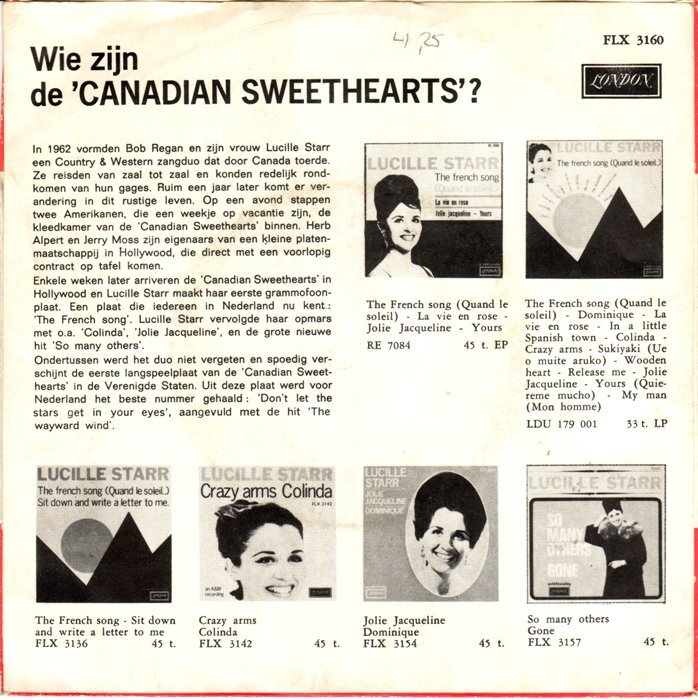 4,25
FLX 3160
Wie zijn
de 'CANADIAN SWEETHEARTS'?
LONDON
In 1962 vormden Bob Regan en zijn vrouw Lucille Starr
een Country & Western zangduo dat door Canada toerde.
Ze reisden van zaal tot zaal en konden redelijk rond-
komen van hun gages. Ruim een jaar later komt er ver-
andering in dit rustige leven. Op een avond stappen
twee Amerikanen, die een weekje op vacantie zijn, de
kleedkamer van de 'Canadian Sweethearts' binnen. Herb
Alpert en Jerry Moss zijn eigenaars van een kleine platen-
maatschappij in Hollywood, die direct met een voorlopig
contract op tafel komen.
Enkele weken later arriveren de 'Canadian Sweethearts' in
Hollywood en Lucille Starr maakt haar eerste grammofoon-
plaat. Een plaat die iedereen in Nederland nu kent:
'The French song'. Lucille Starr vervolgde haar opmars
met o.a. 'Colinda', 'Jolie Jacqueline', en de grote nieuwe
hit 'So many others'.
Ondertussen werd het duo niet vergeten en spoedig ver-
schijnt de eerste langspeelplaat van de 'Canadian Sweet-
hearts' in de Verenigde Staten. Uit deze plaat werd voor
Nederland het beste nummer gehaald: 'Don't let the
stars get in your eyes', aangevuld met de hit 'The
wayward wind'.
LUCILLE STARR
The french song
(Quand le soleil..)
La vie en rose
Jolie jacqueline - Yours
The French song (Quand le
soleil) - La vie en rose -
Jolie Jacqueline - Yours
RE 7084 45 t. EP
LUCILLE STARR
The french song (Quand le soleil..)
The French song (Quand le
soleil) - Dominique - La
vie en rose - In a little
Spanish town - Colinda -
Crazy arms - Sukiyaki (Ue
o muite aruko) - Wooden
heart - Release me - Jolie
Jacqueline - Yours (Quie-
reme mucho) - My man
(Mon homme)
LDU 179 001 33 t. LP
LUCILLE STARR
The french song (Quand le soleil..)
Sit down and write a letter to me.
The French song - Sit down
and write a letter to me
FLX 3136 45 t.
LUCILLE STARR
Crazy arms Colinda
FLX 3142
an A&M
recording
Crazy arms
Colinda
FLX 3142 45 t.
LUCILLE
STARR
JOLIE
JACQUELINE
DOMINIQUE
Jolie Jacqueline
Dominique
FLX 3154 45 t.
LUCILLE STARR
SO
MANY
OTHERS
GONE
an A&M recording
So many others
Gone
FLX 3157 45 t.